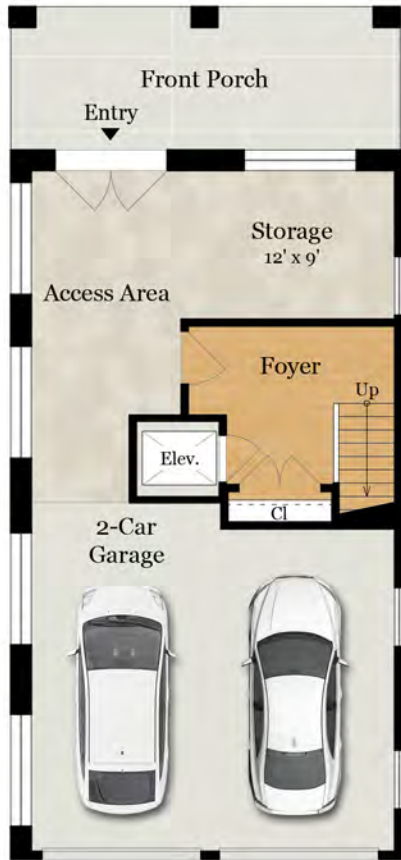 Front Porch
Entry
Storage
12' x 9'
Access Area
Foyer
Up
Elev.
Cl
2-Car
Garage